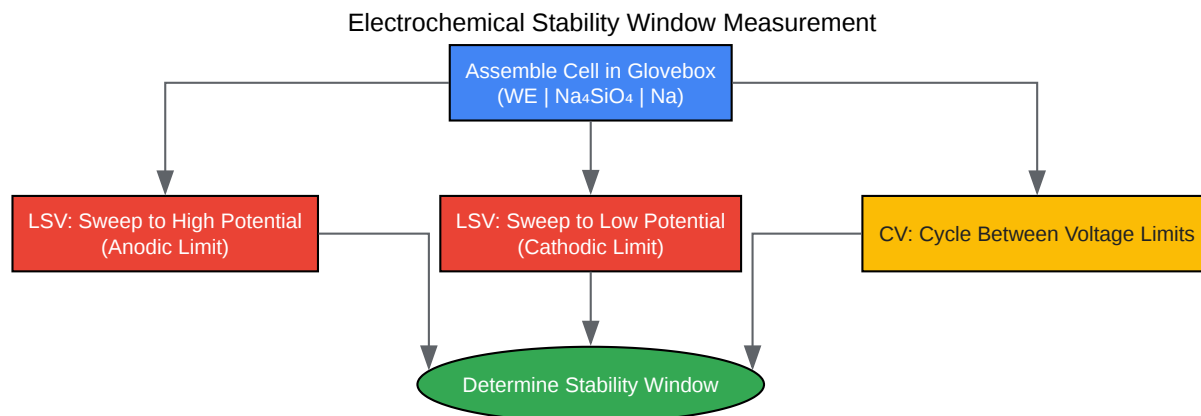 Electrochemical Stability Window Measurement
Assemble Cell in Glovebox
(WE | Na₄SiO₄ | Na)
LSV: Sweep to High Potential
(Anodic Limit)
LSV: Sweep to Low Potential
(Cathodic Limit)
CV: Cycle Between Voltage Limits
Determine Stability Window